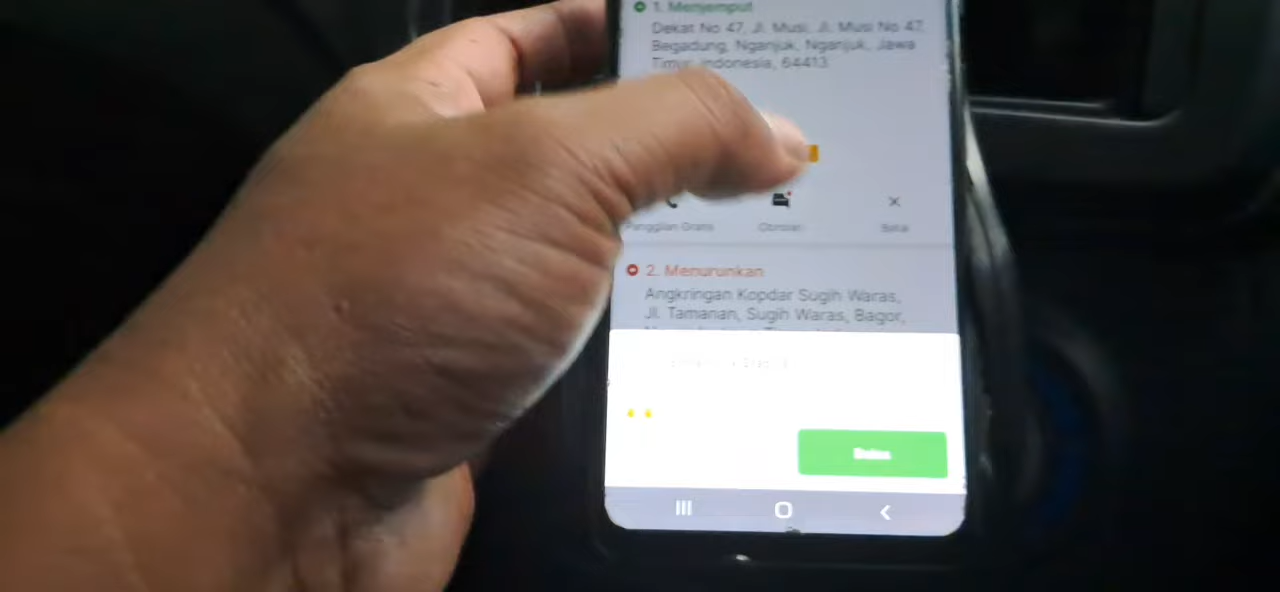 1. Menjemput
Dekat No 47, Jl. Musi, Jl. Musi No 47,
Begadung, Nganjuk, Nganjuk, Jawa
Timur, Indonesia, 64413
Panggilan Gratis
Obrolan
Batal
2. Menurunkan
Angkringan Kopdar Sugih Waras,
Jl. Tamanan, Sugih Waras, Bagor,
Balas